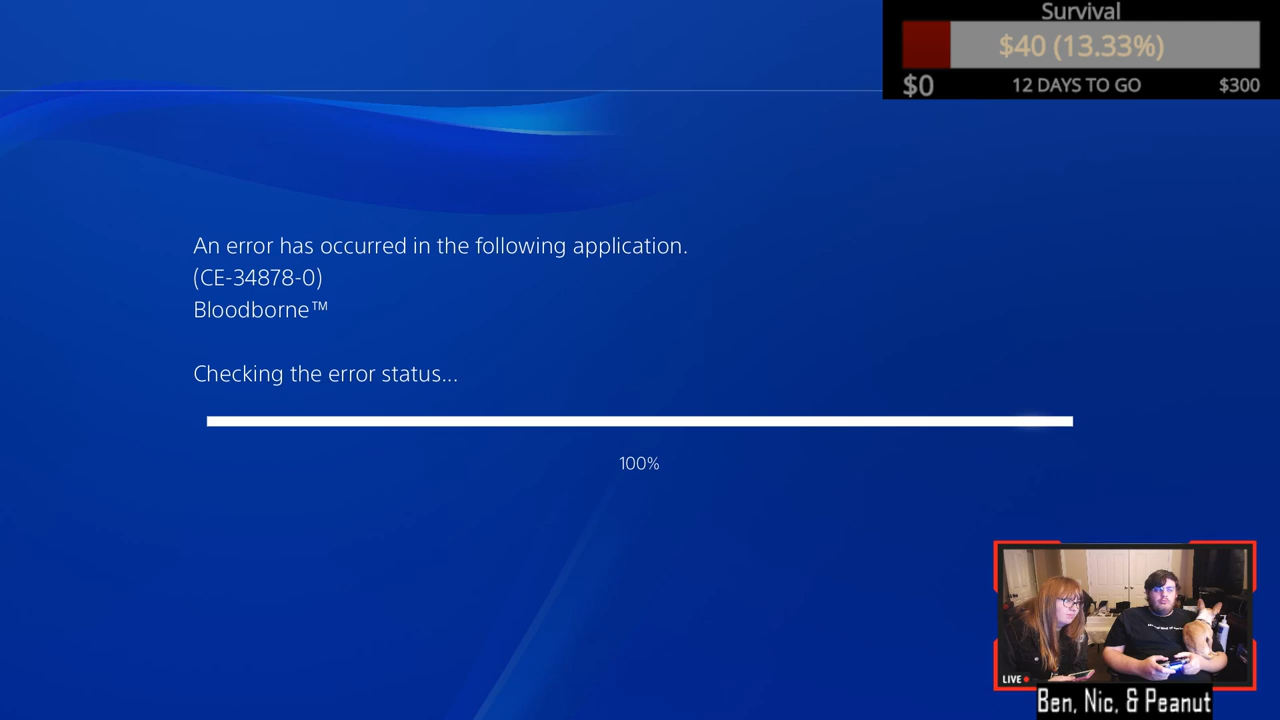 Survival
$40 (13.33%)
$0 12 DAYS TO GO $300
An error has occurred in the following application.
(CE-34878-0)
Bloodborne™
Checking the error status...
100%
LIVE
Ben, Nic, & Peanut